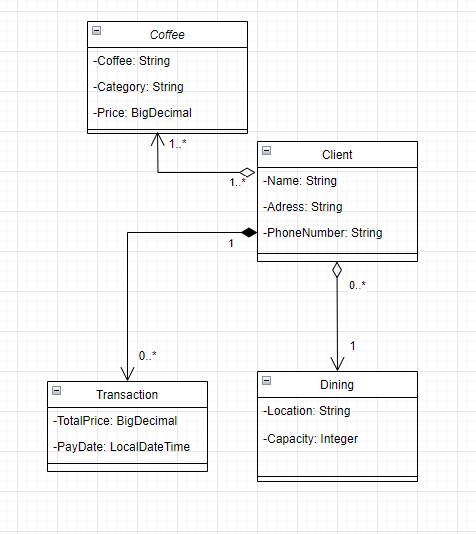 Coffee
-Coffee: String
-Category: String
-Price: BigDecimal
1..*
Client
1..*
-Name: String
-Adress: String
-PhoneNumber: String
1
0..*
1
0..*
Transaction
-TotalPrice: BigDecimal
-PayDate: LocalDateTime
Dining
-Location: String
-Capacity: Integer